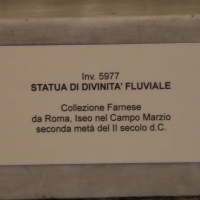 Inv. 5977
STATUA DI DIVINITA' FLUVIALE
Collezione Farnese
da Roma, Iseo nel Campo Marzio
seconda metà del II secolo d.C.